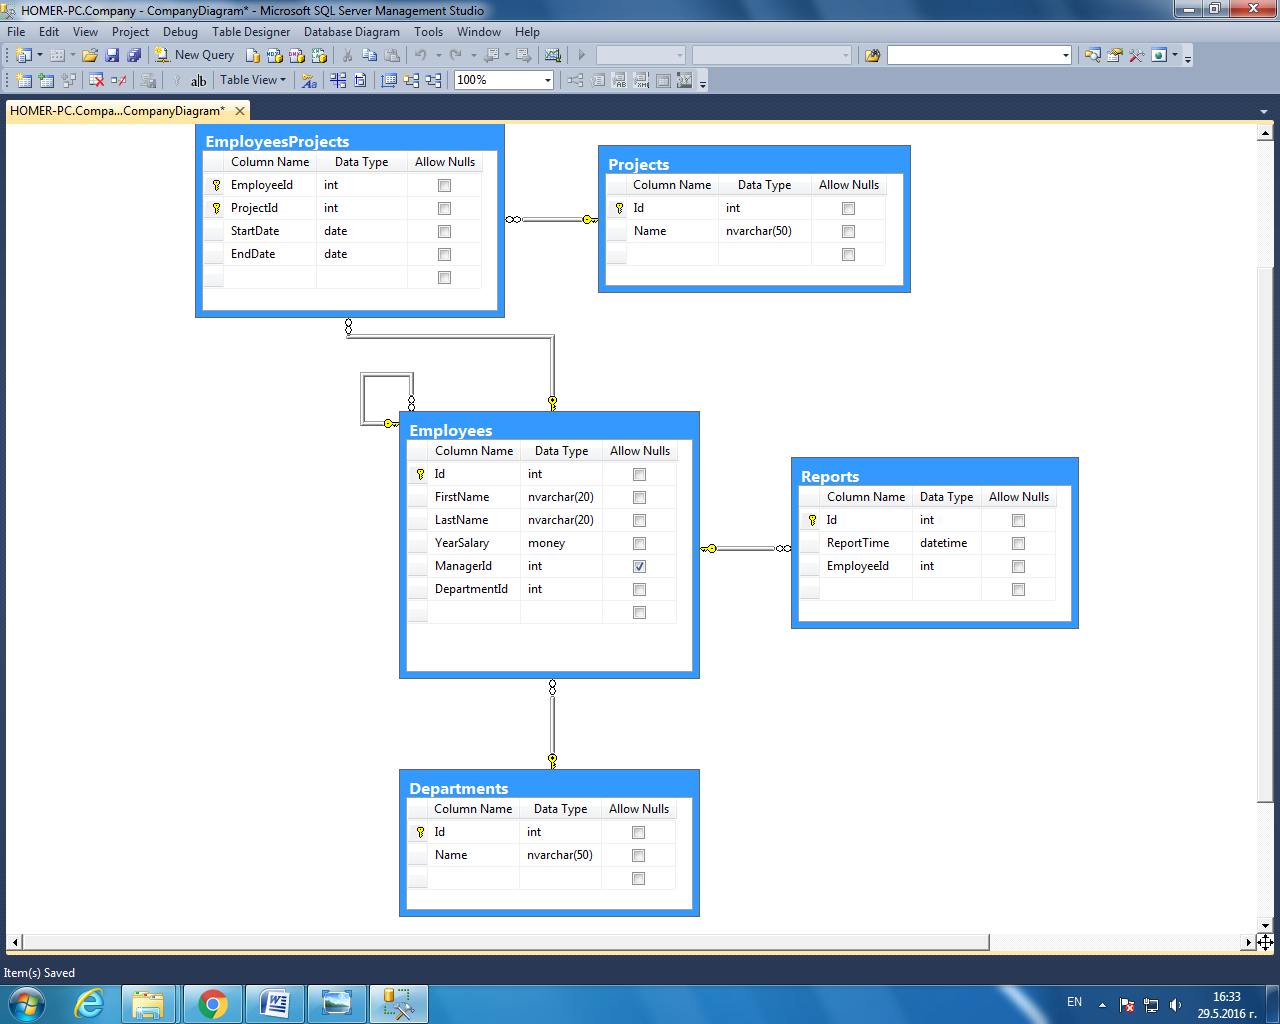 HOMER-PC.Company - CompanyDiagram* - Microsoft SQL Server Management Studio
File Edit View Project Debug Table Designer Database Diagram Tools Window Help
New Query
Table View 100%
HOMER-PC.Compa...CompanyDiagram*
EmployeesProjects
Column Name Data Type Allow Nulls
EmployeeId int
ProjectId int
StartDate date
EndDate date
Projects
Column Name Data Type Allow Nulls
Id int
Name nvarchar(50)
Employees
Column Name Data Type Allow Nulls
Id int
FirstName nvarchar(20)
LastName nvarchar(20)
YearSalary money
ManagerId int
DepartmentId int
Reports
Column Name Data Type Allow Nulls
Id int
ReportTime datetime
EmployeeId int
Departments
Column Name Data Type Allow Nulls
Id int
Name nvarchar(50)
Item(s) Saved
EN
16:33
29.5.2016 г.